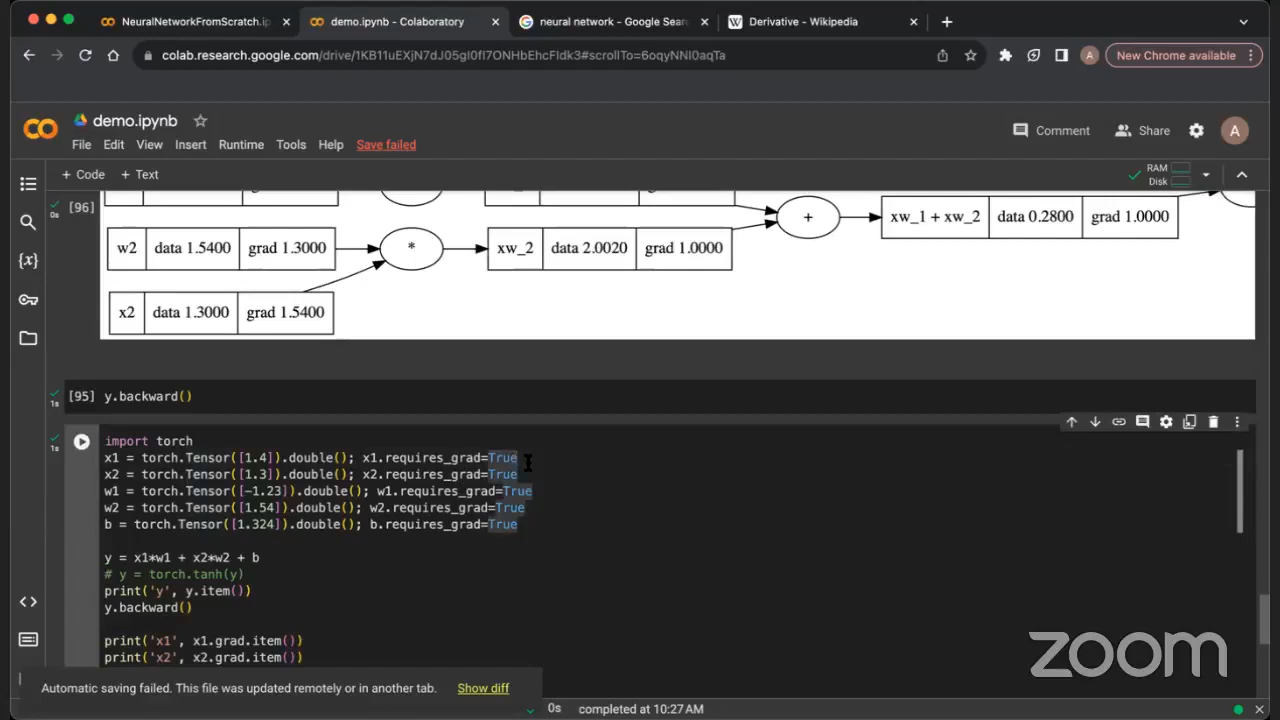 NeuralNetworkFromScratch.ip
demo.ipynb - Colaboratory
neural network - Google Sear
Derivative - Wikipedia
colab.research.google.com/drive/1KB11uEXjN7dJ05gl0fI7ONHbEhcFIdk3#scrollTo=6oqyNNI0aqTa
New Chrome available
A
demo.ipynb
File Edit View Insert Runtime Tools Help Save failed
Comment Share A
+ Code + Text
RAM
Disk
[96]
0s
w2 data 1.5400 grad 1.3000
*
xw_2 data 2.0020 grad 1.0000
+
xw_1 + xw_2 data 0.2800 grad 1.0000
x2 data 1.3000 grad 1.5400
[95] y.backward()
1s
1s
import torch
x1 = torch.Tensor([1.4]).double(); x1.requires_grad=True
x2 = torch.Tensor([1.3]).double(); x2.requires_grad=True
w1 = torch.Tensor([-1.23]).double(); w1.requires_grad=True
w2 = torch.Tensor([1.54]).double(); w2.requires_grad=True
b = torch.Tensor([1.324]).double(); b.requires_grad=True
y = x1*w1 + x2*w2 + b
# y = torch.tanh(y)
print('y', y.item())
y.backward()
print('x1', x1.grad.item())
print('x2', x2.grad.item())
zoom
Automatic saving failed. This file was updated remotely or in another tab. Show diff
0s completed at 10:27 AM